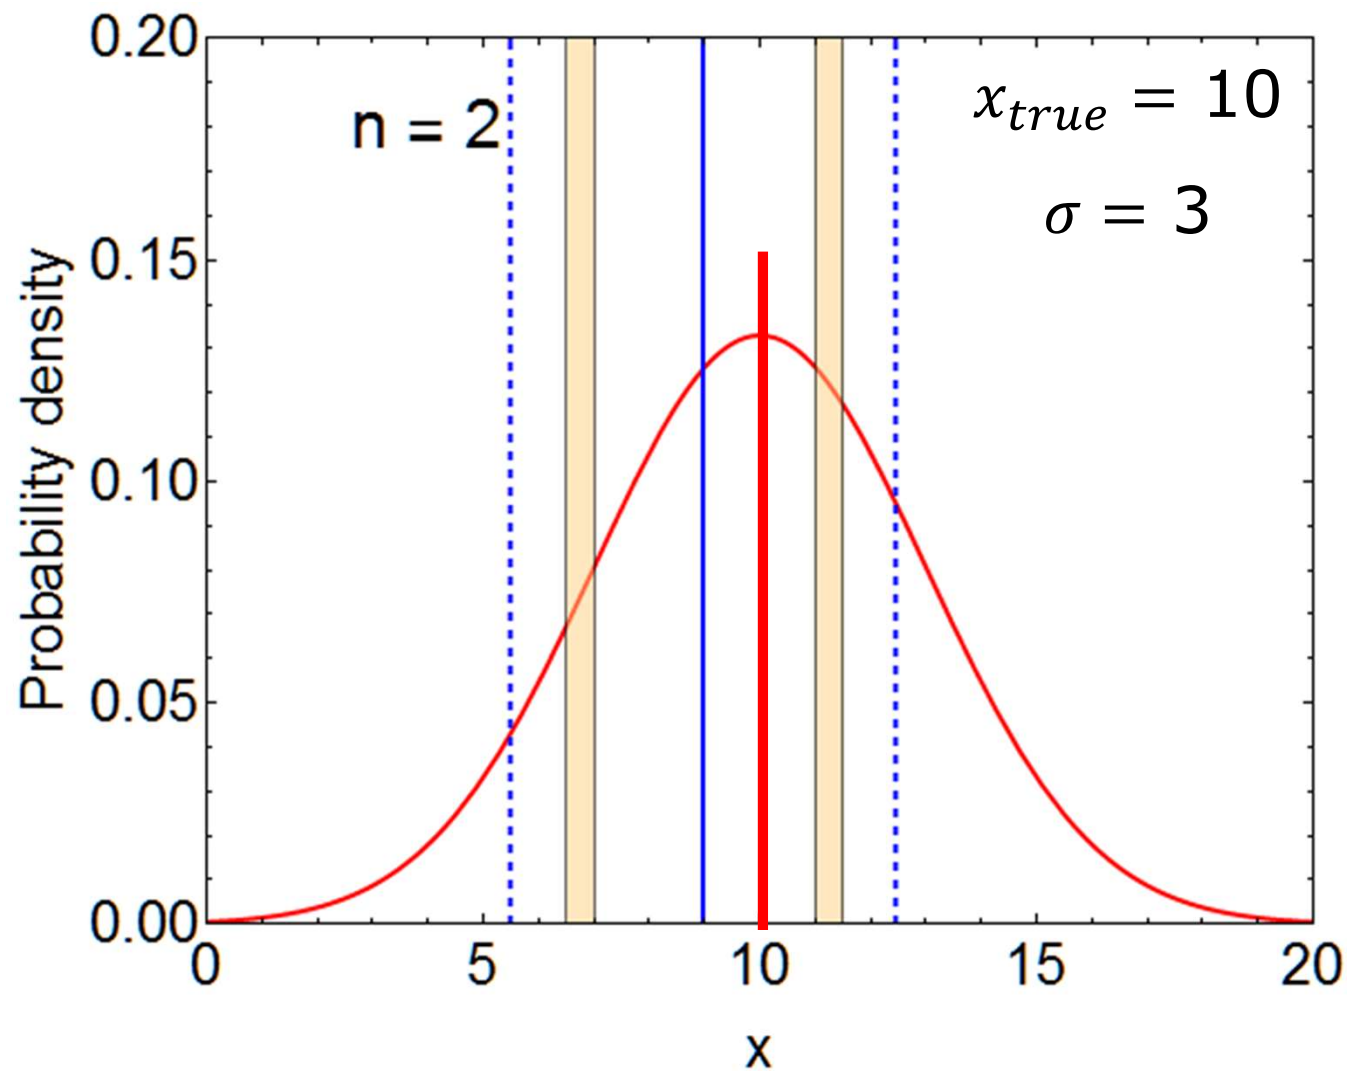 0.20
n = 2
x_true = 10
σ = 3
0.15
0.10
0.05
0.00
Probability density
0 5 10 15 20
x